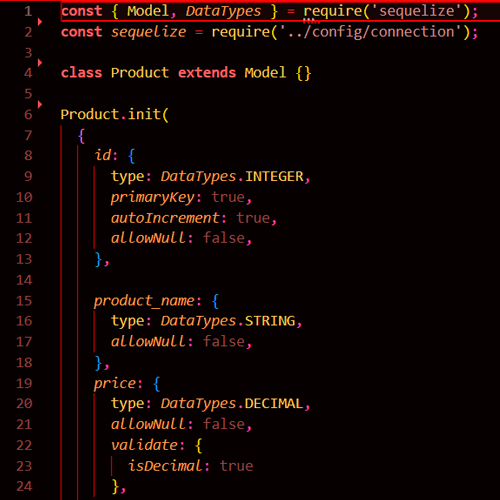 1 const { Model, DataTypes } = require('sequelize');
2 const sequelize = require('../config/connection');
3
4 class Product extends Model {}
5
6 Product.init(
7 {
8 id: {
9 type: DataTypes.INTEGER,
10 primaryKey: true,
11 autoIncrement: true,
12 allowNull: false,
13 },
14
15 product_name: {
16 type: DataTypes.STRING,
17 allowNull: false,
18 },
19 price: {
20 type: DataTypes.DECIMAL,
21 allowNull: false,
22 validate: {
23 isDecimal: true
24 },